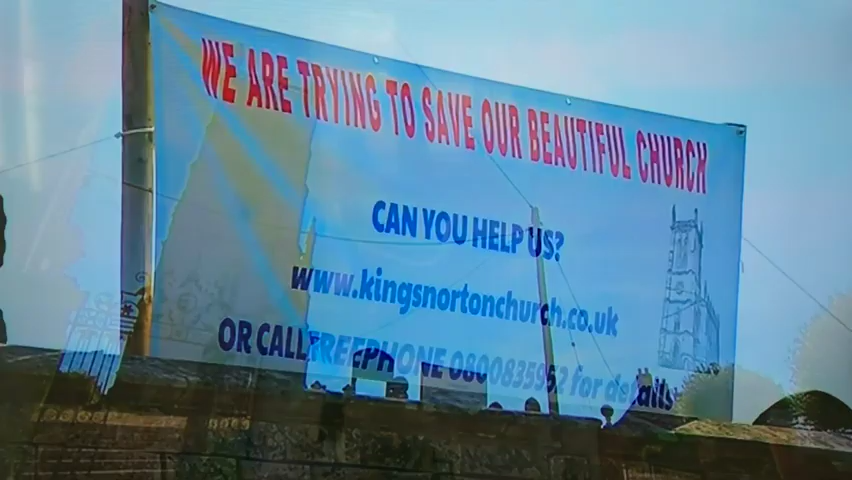 WE ARE TRYING TO SAVE OUR BEAUTIFUL CHURCH
CAN YOU HELP US?
www.kingsnortonchurch.co.uk
OR CALL FREEPHONE 0800835952 for details